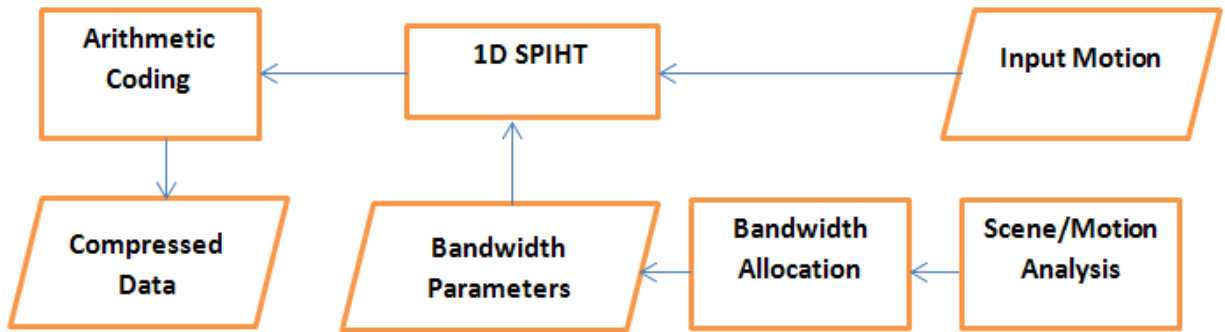 Arithmetic
Coding
1D SPIHT
Input Motion
Compressed
Data
Bandwidth
Parameters
Bandwidth
Allocation
Scene/Motion
Analysis